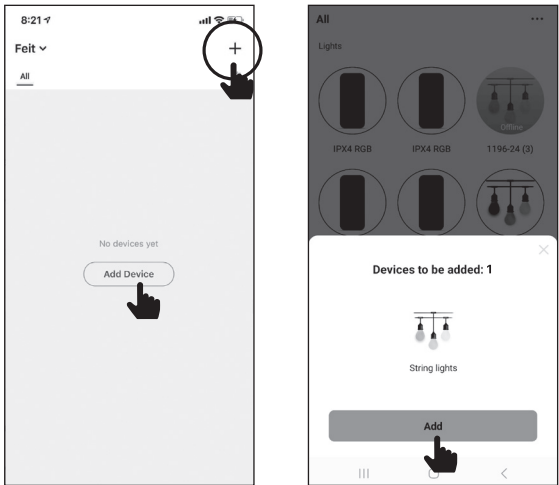 8:21
Feit
+
All
No devices yet
Add Device
All
Lights
Offline
IPX4 RGB IPX4 RGB 1196-24 (3)
Devices to be added: 1
String lights
Add